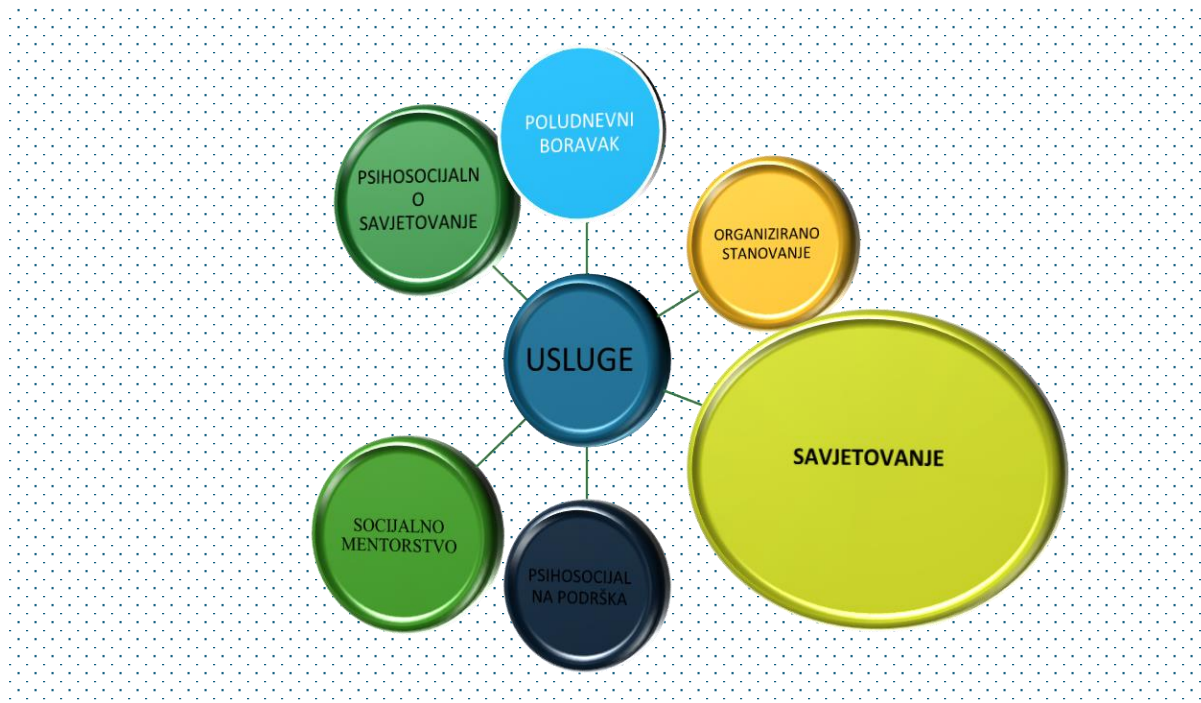 POLUDNEVNI
BORAVAK
PSIHOSOCIJALN
O
SAVJETOVANJE
ORGANIZIRANO
STANOVANJE
USLUGE
SAVJETOVANJE
SOCIJALNO
MENTORSTVO
PSIHOSOCIJAL
NA PODRŠKA